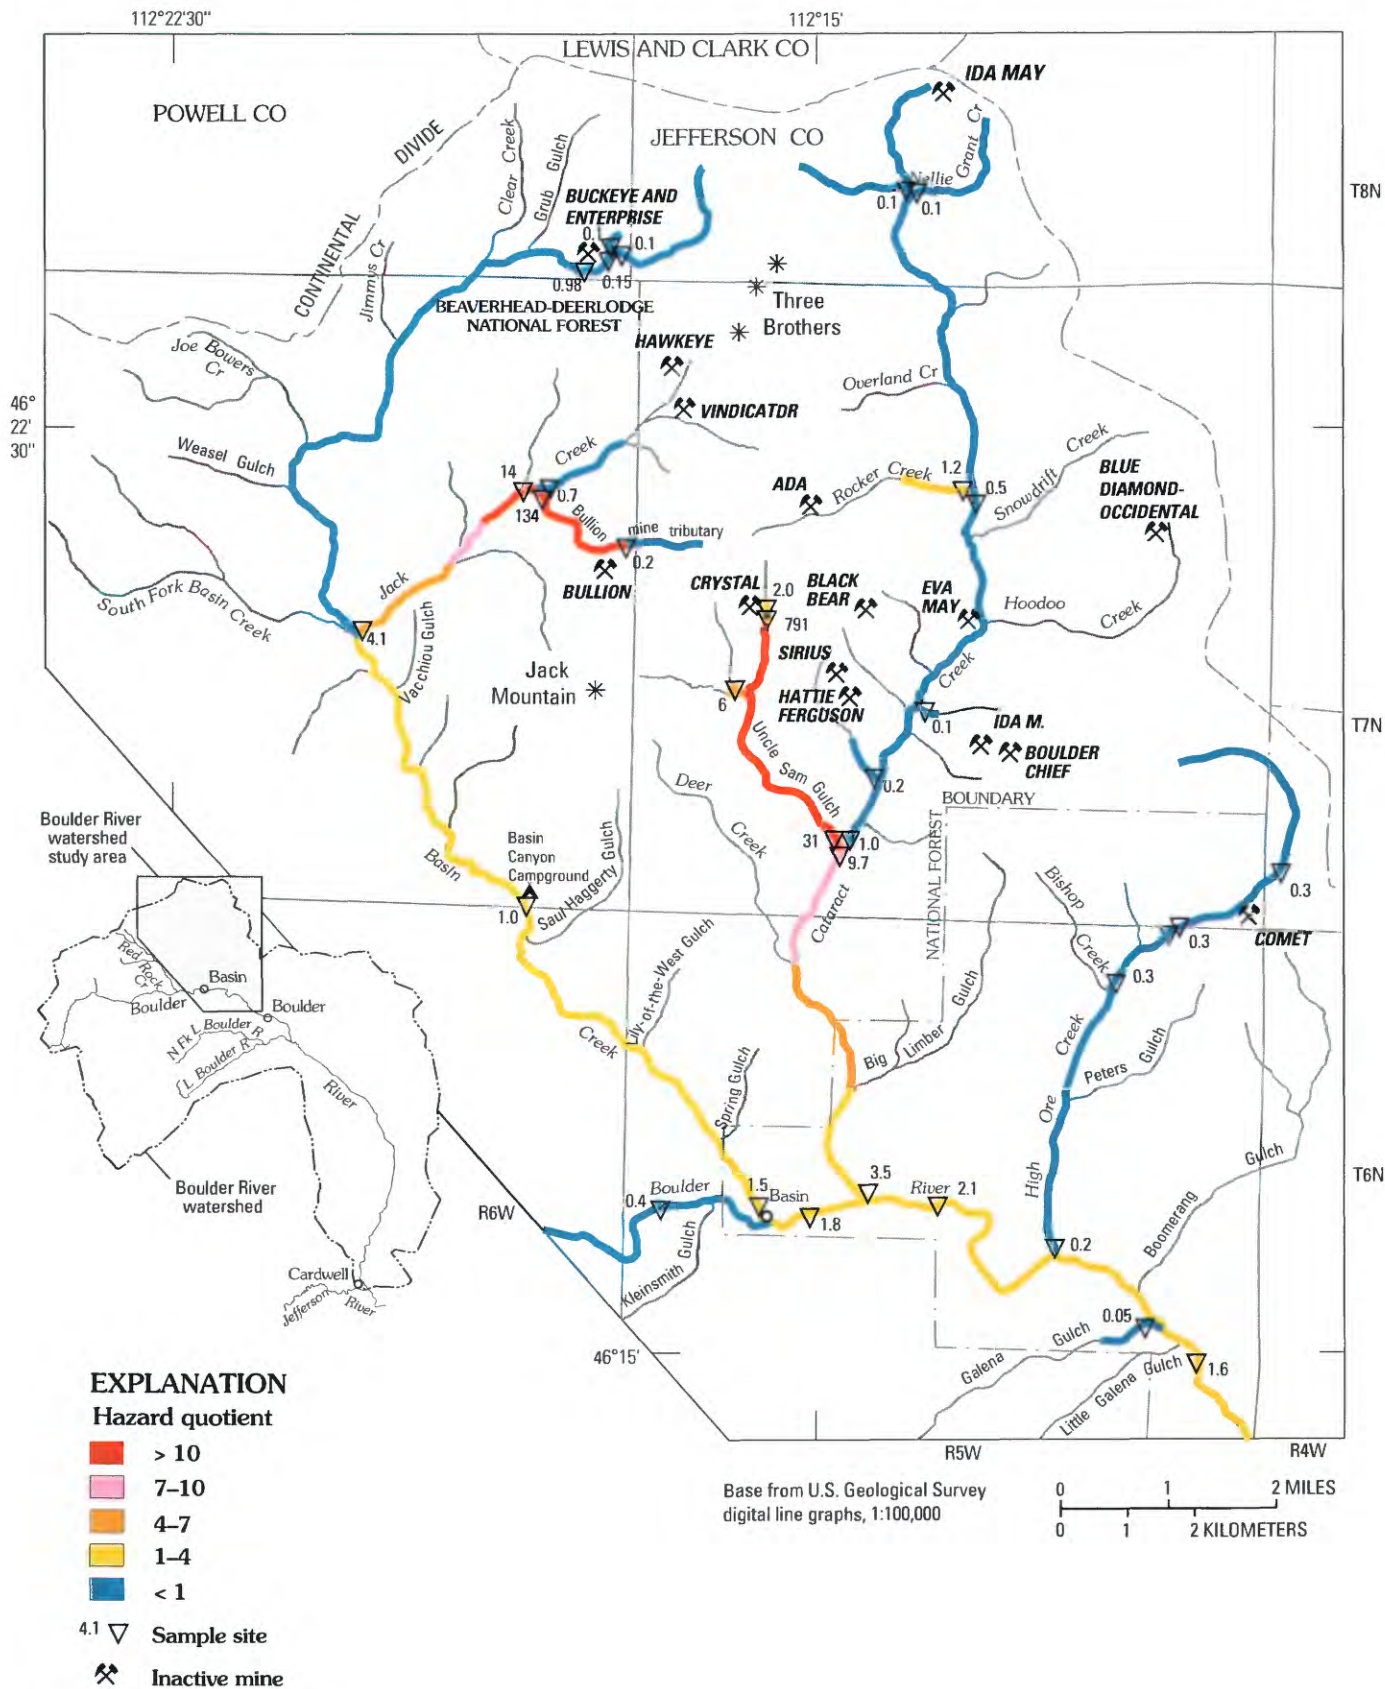 112°22'30"
112°15'
LEWIS AND CLARK CO
IDA MAY
POWELL CO
JEFFERSON CO
DIVIDE
CONTINENTAL
Clear Creek
Grub Gulch
Grant Cr
Nellie
0.1
0.1
T8N
BUCKEYE AND
ENTERPRISE
0.
0.1
0.15
0.98
Jimmys Cr
BEAVERHEAD-DEERLODGE
NATIONAL FOREST
Three
Brothers
Joe Bowers
Cr
HAWKEYE
Overland Cr
46°
22'
30"
VINDICATDR
Weasel Gulch
Creek
14
0.7
134
Bullion
mine tributary
0.2
BULLION
ADA
Rocker Creek
1.2
0.5
Snowdrift Creek
BLUE
DIAMOND-
OCCIDENTAL
South Fork Basin Creek
Jack
4.1
Vacchiou Gulch
CRYSTAL
2.0
791
BLACK
BEAR
EVA
MAY
Hoodoo
Creek
Jack
Mountain
6
SIRIUS
HATTIE
FERGUSON
Creek
0.1
IDA M.
BOULDER
CHIEF
T7N
Uncle Sam Gulch
0.2
Deer
Creek
BOUNDARY
NATIONAL FOREST
31
1.0
9.7
Boulder River
watershed
study area
Basin
Basin
Canyon
Campground
1.0
Saul Haggerty Gulch
Cataract
Bishop
Creek
0.3
0.3
COMET
0.3
Red Rock
Cr
Basin
Boulder
Boulder
N Fk L Boulder R
L Boulder R
River
Lily-of-the-West Gulch
Creek
Big
Limber
Gulch
Creek
Ore
High
Peters Gulch
Spring Gulch
Gulch
Boomerang
T6N
Boulder River
watershed
R6W
0.4
Boulder
Kleinsmith
Gulch
1.5
Basin
1.8
3.5
River
2.1
0.2
Cardwell
Jefferson
River
0.05
Galena
Gulch
Little Galena Gulch
1.6
46°15'
R5W
R4W
EXPLANATION
Hazard quotient
> 10
7–10
4–7
1–4
< 1
4.1
Sample site
Inactive mine
Base from U.S. Geological Survey
digital line graphs, 1:100,000
0 1 2 MILES
0 1 2 KILOMETERS